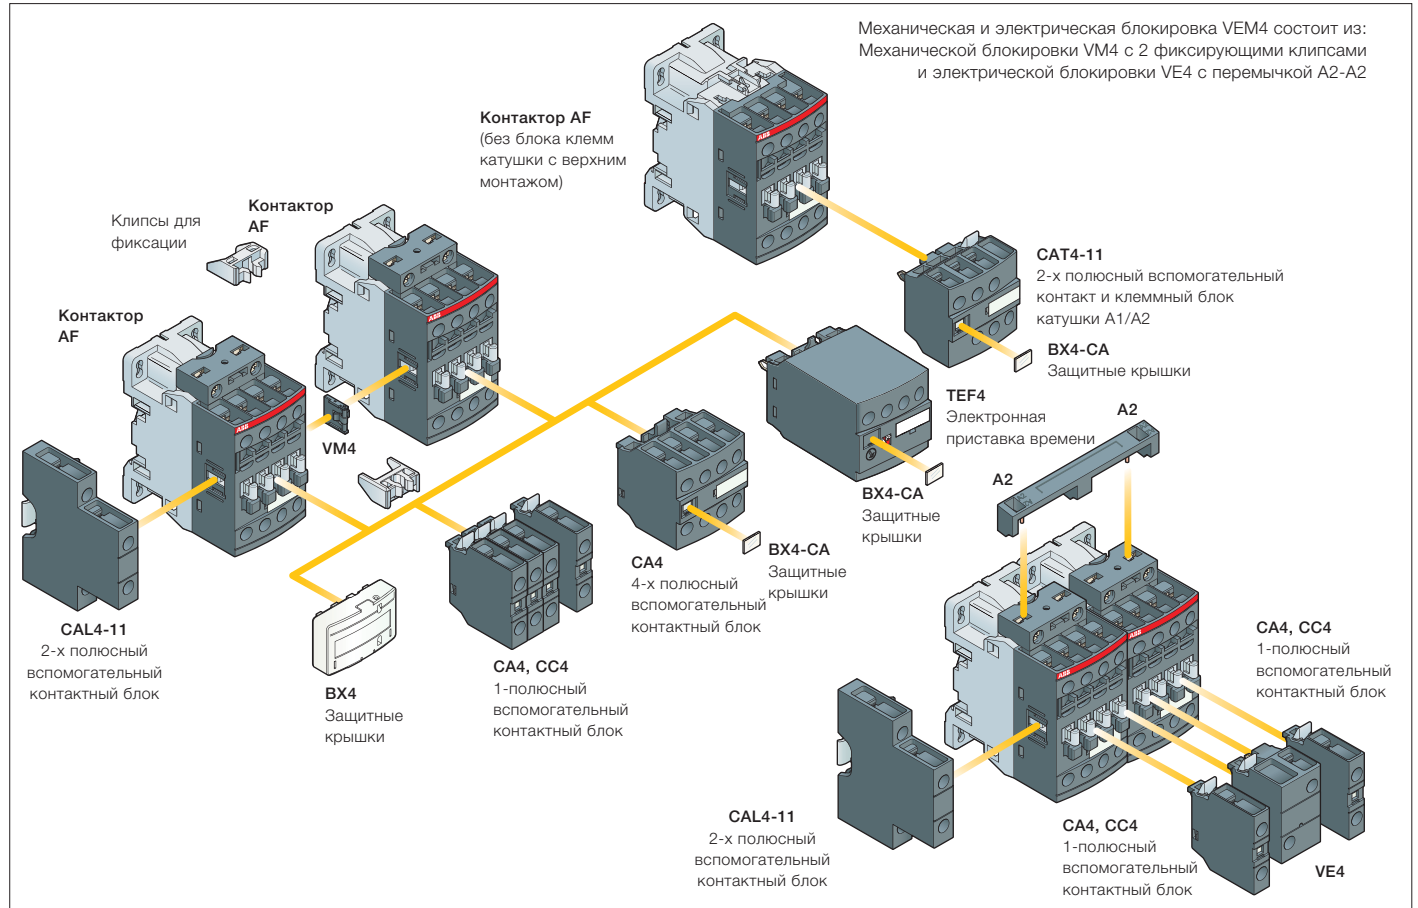 Механическая и электрическая блокировка VEM4 состоит из:
Механической блокировки VM4 с 2 фиксирующими клипсами
и электрической блокировки VE4 с перемычкой A2-A2
Контактор AF
(без блока клемм
катушки с верхним
монтажом)
Клипсы для
фиксации
Контактор
AF
Контактор
AF
CAT4-11
2-х полюсный вспомогательный
контакт и клеммный блок
катушки A1/A2
BX4-CA
Защитные крышки
VM4
TEF4
Электронная
приставка времени
A2
A2
BX4-CA
Защитные
крышки
BX4-CA
Защитные
крышки
CA4
4-х полюсный
вспомогательный
контактный блок
CAL4-11
2-х полюсный
вспомогательный
контактный блок
BX4
Защитные
крышки
CA4, CC4
1-полюсный
вспомогательный
контактный блок
CA4, CC4
1-полюсный
вспомогательный
контактный блок
CAL4-11
2-х полюсный
вспомогательный
контактный блок
CA4, CC4
1-полюсный
вспомогательный
контактный блок
VE4
ABB
ABB
ABB
ABB
ABB